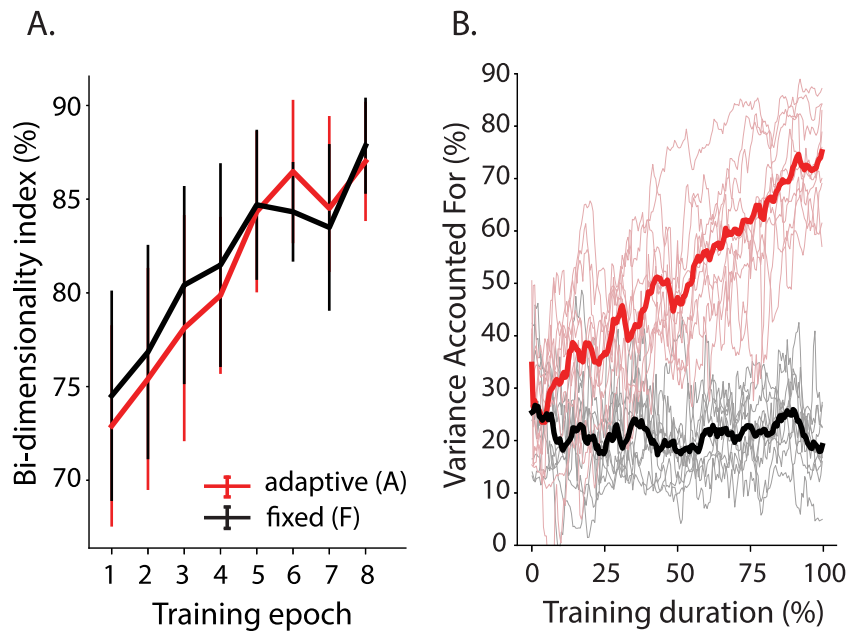 A.
Bi-dimensionality index (%)
90
85
80
75
70
adaptive (A)
fixed (F)
1 2 3 4 5 6 7 8
Training epoch
B.
Variance Accounted For (%)
90
80
70
60
50
40
30
20
10
0
0 25 50 75 100
Training duration (%)